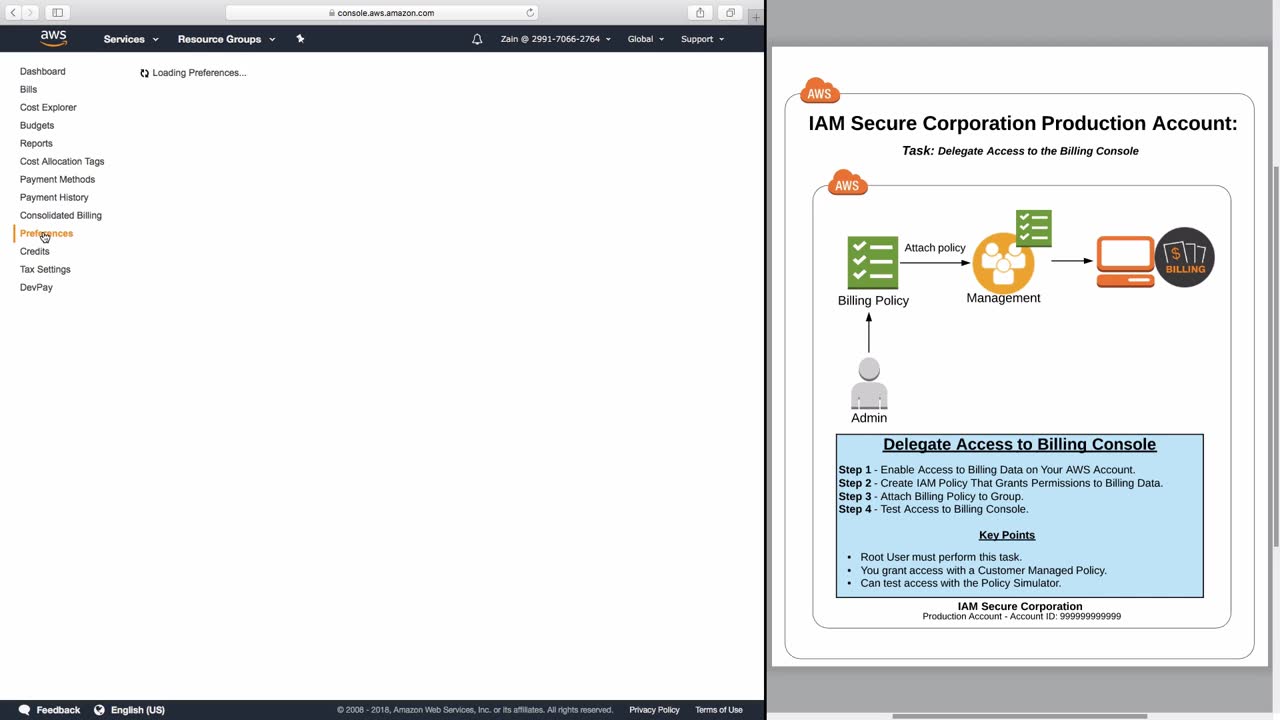 console.aws.amazon.com
aws Services Resource Groups Zain @ 2991-7066-2764 Global Support
Dashboard
Bills
Cost Explorer
Budgets
Reports
Cost Allocation Tags
Payment Methods
Payment History
Consolidated Billing
Preferences
Credits
Tax Settings
DevPay
Loading Preferences...
Feedback English (US) © 2008 - 2018, Amazon Web Services, Inc. or its affiliates. All rights reserved. Privacy Policy Terms of Use
AWS
IAM Secure Corporation Production Account:
Task: Delegate Access to the Billing Console
AWS
Attach policy
$
BILLING
Billing Policy
Management
Admin
Delegate Access to Billing Console
Step 1 - Enable Access to Billing Data on Your AWS Account.
Step 2 - Create IAM Policy That Grants Permissions to Billing Data.
Step 3 - Attach Billing Policy to Group.
Step 4 - Test Access to Billing Console.
Key Points
• Root User must perform this task.
• You grant access with a Customer Managed Policy.
• Can test access with the Policy Simulator.
IAM Secure Corporation
Production Account - Account ID: 999999999999